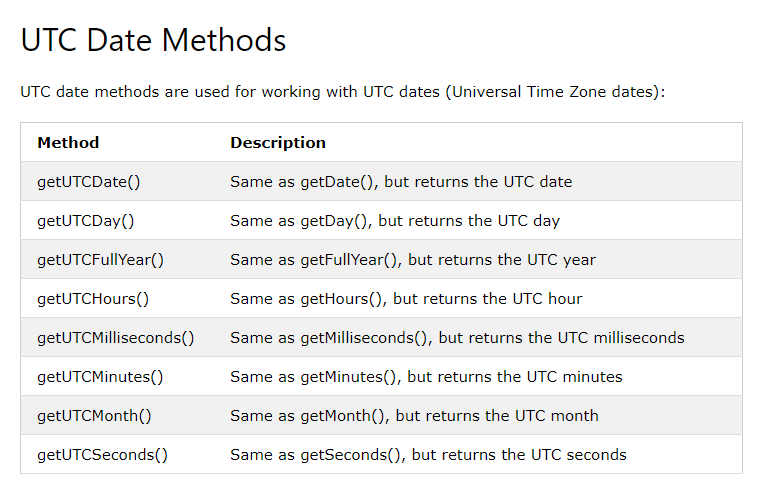 UTC Date Methods
UTC date methods are used for working with UTC dates (Universal Time Zone dates):
Method Description
getUTCDate() Same as getDate(), but returns the UTC date
getUTCDay() Same as getDay(), but returns the UTC day
getUTCFullYear() Same as getFullYear(), but returns the UTC year
getUTCHours() Same as getHours(), but returns the UTC hour
getUTCMilliseconds() Same as getMilliseconds(), but returns the UTC milliseconds
getUTCMinutes() Same as getMinutes(), but returns the UTC minutes
getUTCMonth() Same as getMonth(), but returns the UTC month
getUTCSeconds() Same as getSeconds(), but returns the UTC seconds